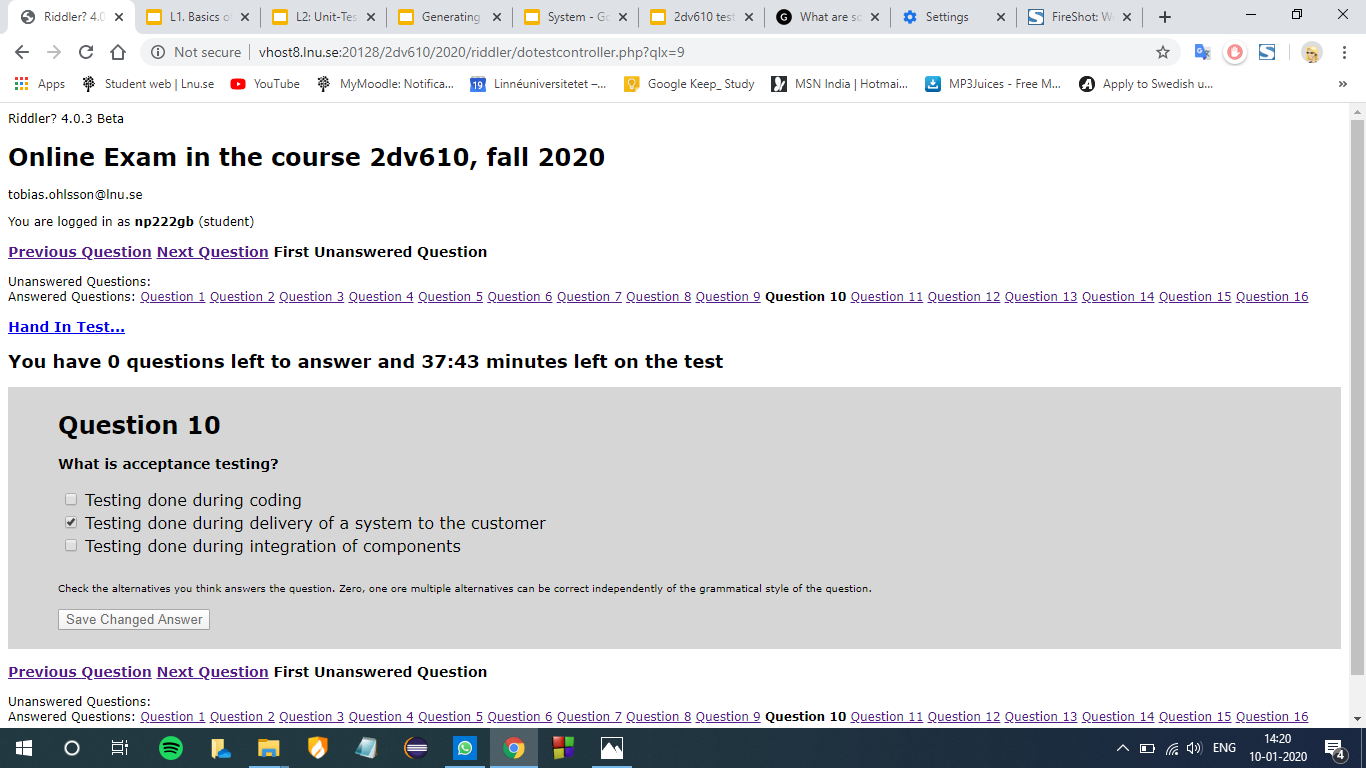 Riddler? 4.0
L1. Basics o
L2: Unit-Tes
Generating
System - Go
2dv610 test
What are sc
Settings
FireShot: W
Not secure | vhost8.lnu.se:20128/2dv610/2020/riddler/dotestcontroller.php?qlx=9
Apps
Student web | Lnu.se
YouTube
MyMoodle: Notifica...
19
Linnéuniversitetet –...
Google Keep_ Study
MSN India | Hotmai...
MP3Juices - Free M...
Apply to Swedish u...
»
Riddler? 4.0.3 Beta
Online Exam in the course 2dv610, fall 2020
tobias.ohlsson@lnu.se
You are logged in as np222gb (student)
Previous Question Next Question First Unanswered Question
Unanswered Questions:
Answered Questions: Question 1 Question 2 Question 3 Question 4 Question 5 Question 6 Question 7 Question 8 Question 9 Question 10 Question 11 Question 12 Question 13 Question 14 Question 15 Question 16
Hand In Test...
You have 0 questions left to answer and 37:43 minutes left on the test
Question 10
What is acceptance testing?
Testing done during coding
Testing done during delivery of a system to the customer
Testing done during integration of components
Check the alternatives you think answers the question. Zero, one ore multiple alternatives can be correct independently of the grammatical style of the question.
Save Changed Answer
Previous Question Next Question First Unanswered Question
Unanswered Questions:
Answered Questions: Question 1 Question 2 Question 3 Question 4 Question 5 Question 6 Question 7 Question 8 Question 9 Question 10 Question 11 Question 12 Question 13 Question 14 Question 15 Question 16
ENG
14:20
10-01-2020
4